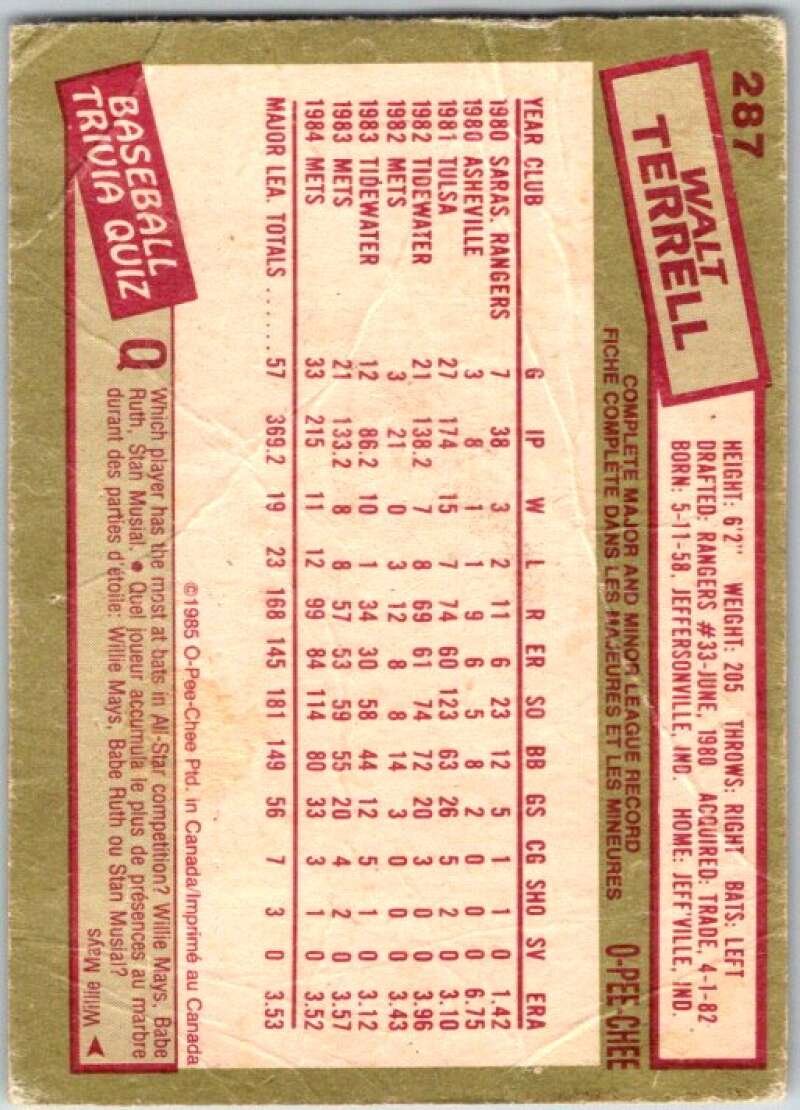 287
WALT
TERRELL
HEIGHT: 6'2" WEIGHT: 205 THROWS: RIGHT BATS: LEFT
DRAFTED: RANGERS #33-JUNE, 1980 ACQUIRED: TRADE, 4-1-82
BORN: 5-11-58, JEFFERSONVILLE, IND. HOME: JEFF'VILLE, IND.
COMPLETE MAJOR AND MINOR LEAGUE RECORD
FICHE COMPLÈTE DANS LES MAJEURES ET LES MINEURES
O-PEE-CHEE
YEAR CLUB G IP W L R ER SO BB GS CG SHO SV ERA
1980 SARAS. RANGERS 7 38 3 2 11 6 23 12 5 1 1 0 1.42
1980 ASHEVILLE 3 8 1 1 9 6 5 8 2 0 0 0 6.75
1981 TULSA 27 174 15 7 74 60 123 63 26 5 2 0 3.10
1982 TIDEWATER 21 138.2 7 8 69 61 74 72 20 3 0 0 3.96
1982 METS 3 21 0 3 12 8 8 14 3 0 0 0 3.43
1983 TIDEWATER 12 86.2 10 1 34 30 58 44 12 5 1 0 3.12
1983 METS 21 133.2 8 8 57 53 59 55 20 4 2 0 3.57
1984 METS 33 215 11 12 99 84 114 80 33 3 1 0 3.52
MAJOR LEA. TOTALS ...... 57 369.2 19 23 168 145 181 149 56 7 3 0 3.53
©1985 O-Pee-Chee Ptd. in Canada/Imprimé au Canada
BASEBALL
TRIVIA QUIZ
Q Which player has the most at bats in All-Star competition? Willie Mays, Babe
Ruth, Stan Musial. • Quel joueur accumula le plus de présences au marbre
durant des parties d'étoile: Willie Mays, Babe Ruth ou Stan Musial?
Willie Mays